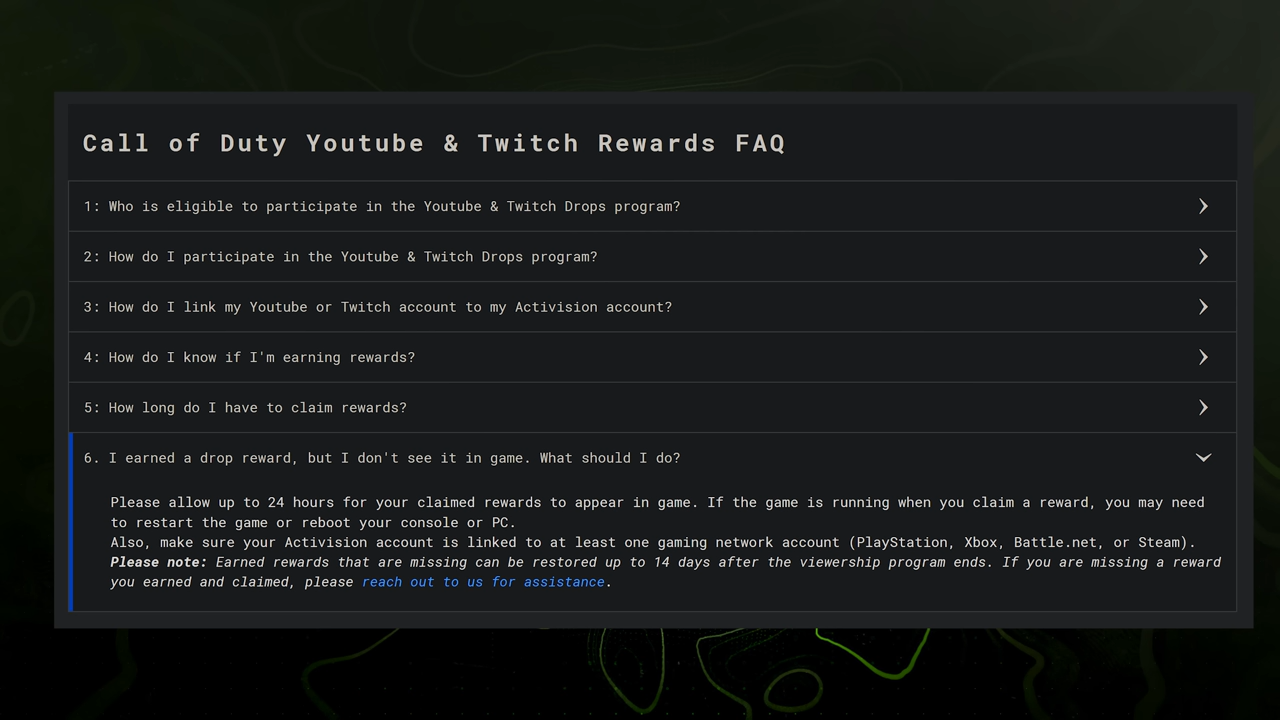 Call of Duty Youtube & Twitch Rewards FAQ
1: Who is eligible to participate in the Youtube & Twitch Drops program?
2: How do I participate in the Youtube & Twitch Drops program?
3: How do I link my Youtube or Twitch account to my Activision account?
4: How do I know if I'm earning rewards?
5: How long do I have to claim rewards?
6. I earned a drop reward, but I don't see it in game. What should I do?
Please allow up to 24 hours for your claimed rewards to appear in game. If the game is running when you claim a reward, you may need
to restart the game or reboot your console or PC.
Also, make sure your Activision account is linked to at least one gaming network account (PlayStation, Xbox, Battle.net, or Steam).
Please note: Earned rewards that are missing can be restored up to 14 days after the viewership program ends. If you are missing a reward
you earned and claimed, please reach out to us for assistance.